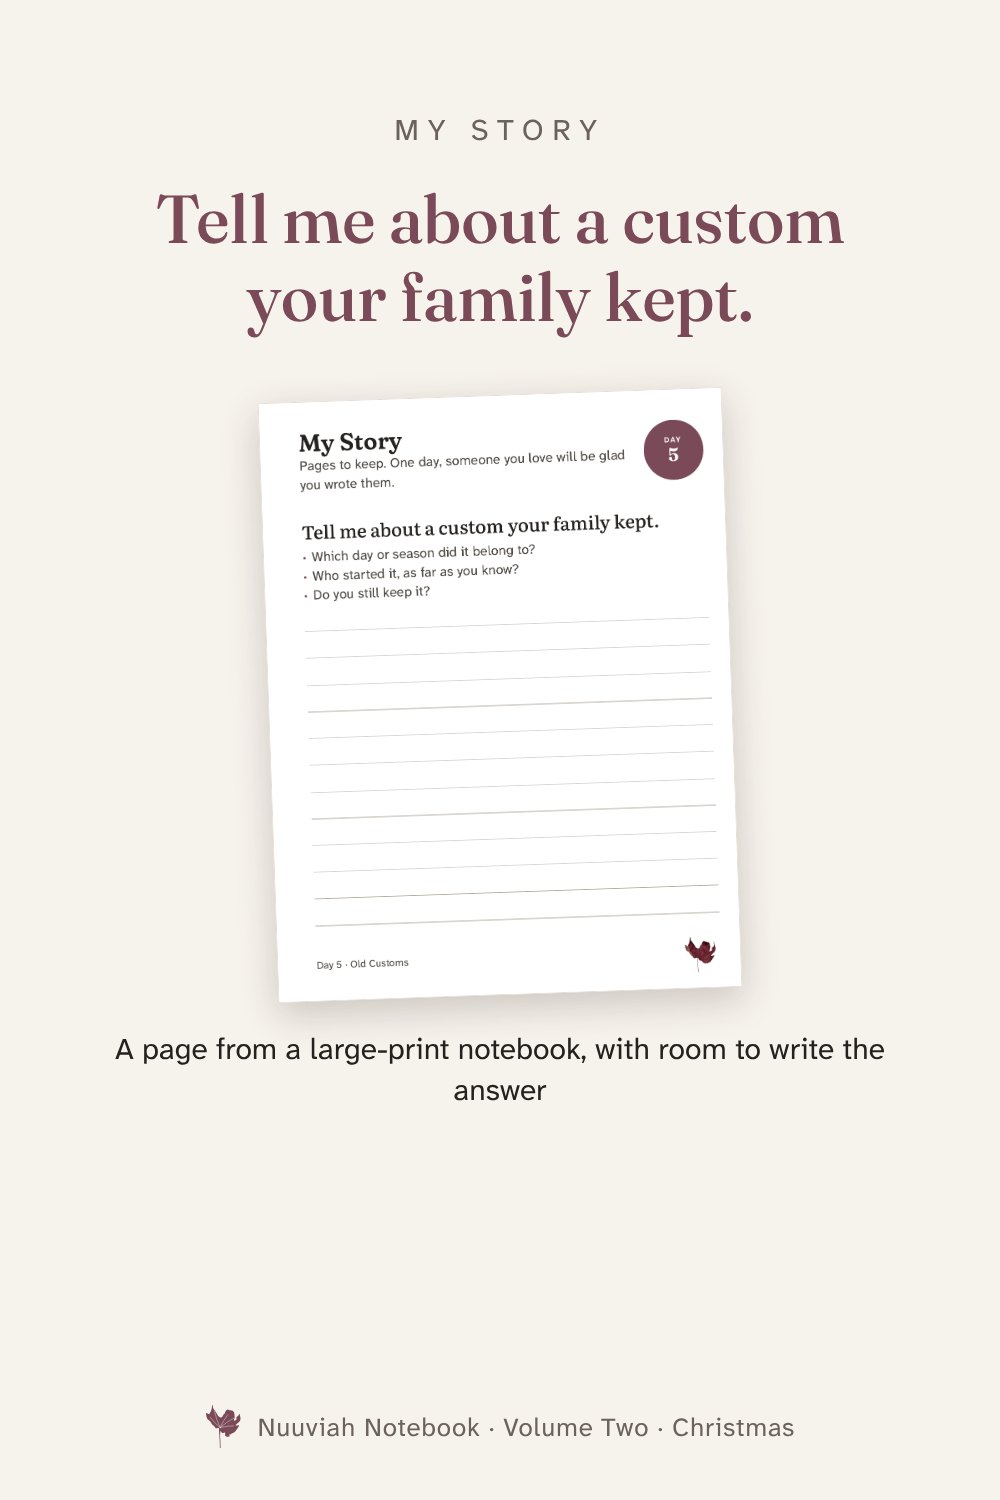 MY STORY
Tell me about a custom
your family kept.
My Story
Pages to keep. One day, someone you love will be glad
you wrote them.
DAY
5
Tell me about a custom your family kept.
• Which day or season did it belong to?
• Who started it, as far as you know?
• Do you still keep it?
Day 5 · Old Customs
A page from a large-print notebook, with room to write the
answer
Nuuviah Notebook · Volume Two · Christmas